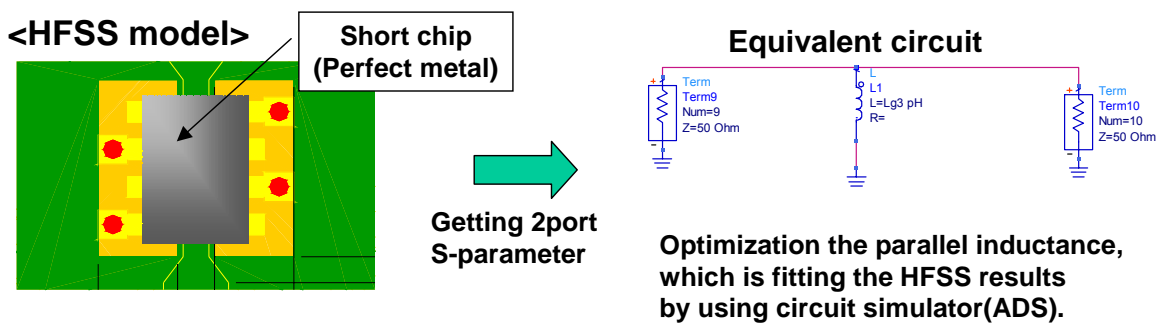 <HFSS model>
Short chip
(Perfect metal)
Getting 2port
S-parameter
Equivalent circuit
+
Term
Term9
Num=9
Z=50 Ohm
-
L
L1
L=Lg3 pH
R=
+
Term
Term10
Num=10
Z=50 Ohm
-
Optimization the parallel inductance,
which is fitting the HFSS results
by using circuit simulator(ADS).